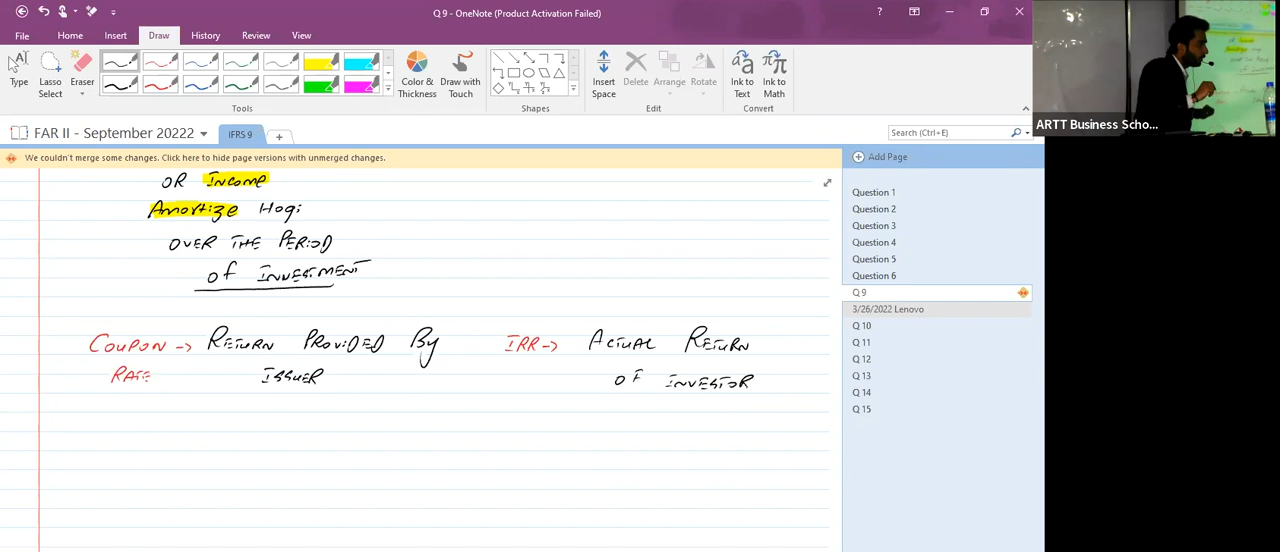 Q 9 - OneNote (Product Activation Failed)
?
File Home Insert Draw History Review View
Type
Lasso Select
Eraser
Color & Thickness
Draw with Touch
Insert Space
Delete
Arrange
Rotate
Ink to Text
Ink to Math
Tools
Shapes
Edit
Convert
ARTT Business Scho...
FAR II - September 20222
IFRS 9
Search (Ctrl+E)
We couldn't merge some changes. Click here to hide page versions with unmerged changes.
Add Page
OR INCOME
AMORTIZE HOGI
OVER THE PERIOD
OF INVESTMENT
COUPON → RETURN PROVIDED BY
RATE ISSUER
IRR → ACTUAL RETURN
OF INVESTOR
Question 1
Question 2
Question 3
Question 4
Question 5
Question 6
Q 9
3/26/2022 Lenovo
Q 10
Q 11
Q 12
Q 13
Q 14
Q 15